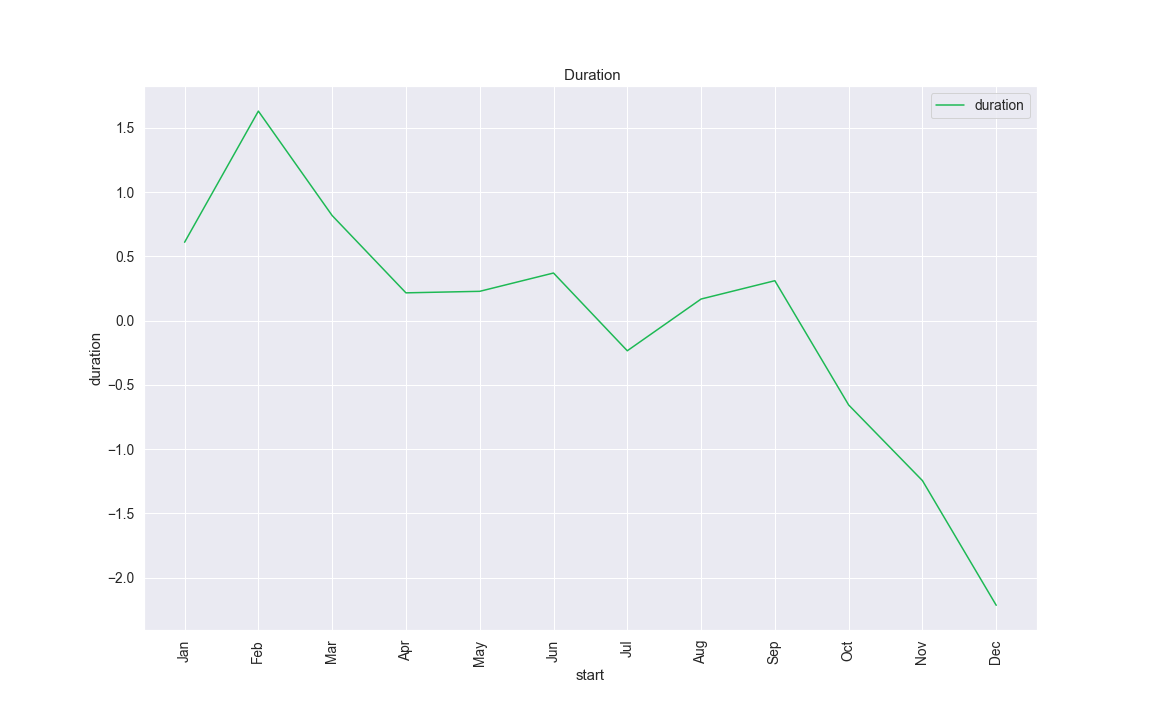 Duration
duration
1.5
1.0
0.5
0.0
−0.5
−1.0
−1.5
−2.0
duration
Jan Feb Mar Apr May Jun Jul Aug Sep Oct Nov Dec
start